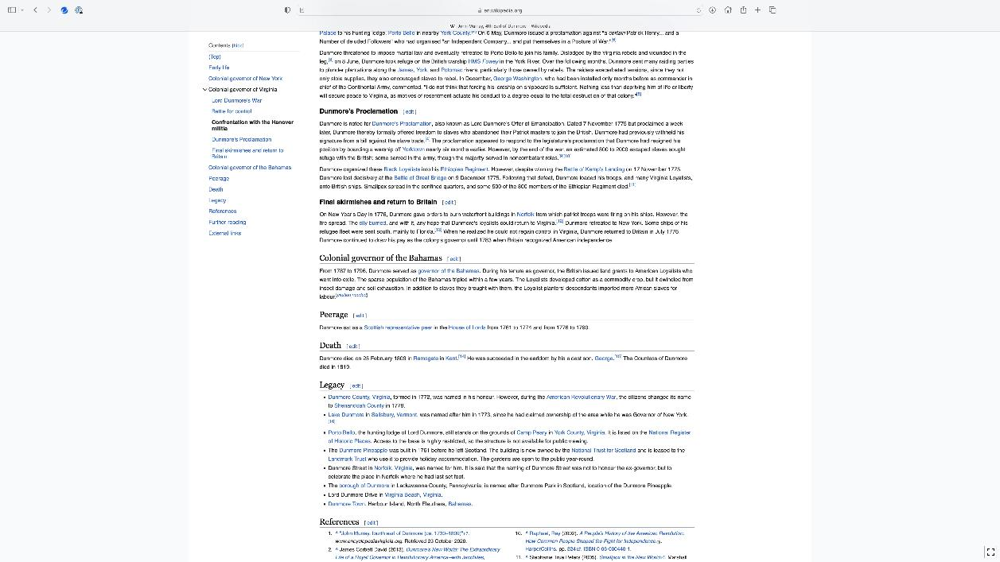 en.wikipedia.org
John Murray, 4th Earl of Dunmore - Wikipedia
Contents [hide]
(Top)
Early life
Colonial governor of New York
Colonial governor of Virginia
Lord Dunmore's War
Battle for control
Confrontation with the Hanover
militia
Dunmore's Proclamation
Final skirmishes and return to
Britain
Colonial governor of the Bahamas
Peerage
Death
Legacy
References
Further reading
External links
Palace to his hunting lodge, Porto Bello in nearby York County. On 6 May, Dunmore issued a proclamation against "a certain Patrick Henry... and a
Number of deluded Followers" who had organised "an Independent Company... and put themselves in a Posture of War."[6]
Dunmore threatened to impose martial law and eventually retreated to Porto Bello to join his family. Dislodged by the Virginia rebels and wounded in the
leg, on 8 June, Dunmore took refuge on the British warship HMS Fowey in the York River. Over the following months, Dunmore sent many raiding parties
to plunder plantations along the James, York, and Potomac rivers, particularly those owned by rebels. The raiders exacerbated tensions, since they not
only stole supplies, they also encouraged slaves to rebel. In December, George Washington, who had been installed only months before as commander in
chief of the Continental Army, commented, "I do not think that forcing his lordship on shipboard is sufficient. Nothing less than depriving him of life or liberty
will secure peace to Virginia, as motives of resentment actuate his conduct to a degree equal to the total destruction of that colony."[8]
Dunmore's Proclamation [ edit ]
Dunmore is noted for Dunmore's Proclamation, also known as Lord Dunmore's Offer of Emancipation. Dated 7 November 1775 but proclaimed a week
later, Dunmore thereby formally offered freedom to slaves who abandoned their Patriot masters to join the British. Dunmore had previously withheld his
signature from a bill against the slave trade. The proclamation appeared to respond to the legislature's proclamation that Dunmore had resigned his
position by boarding a warship off Yorktown nearly six months earlier. However, by the end of the war, an estimated 800 to 2000 escaped slaves sought
refuge with the British; some served in the army, though the majority served in noncombatant roles.[9][10]
Dunmore organized these Black Loyalists into his Ethiopian Regiment. However, despite winning the Battle of Kemp's Landing on 17 November 1775,
Dunmore lost decisively at the Battle of Great Bridge on 9 December 1775. Following that defeat, Dunmore loaded his troops, and many Virginia Loyalists,
onto British ships. Smallpox spread in the confined quarters, and some 500 of the 800 members of the Ethiopian Regiment died.[11]
Final skirmishes and return to Britain [ edit ]
On New Year's Day in 1776, Dunmore gave orders to burn waterfront buildings in Norfolk from which patriot troops were firing on his ships. However, the
fire spread. The city burned, and with it, any hope that Dunmore's loyalists could return to Virginia.[12] Dunmore retreated to New York. Some ships of his
refugee fleet were sent south, mainly to Florida.[13] When he realized he could not regain control in Virginia, Dunmore returned to Britain in July 1776.
Dunmore continued to draw his pay as the colony's governor until 1783 when Britain recognized American independence.
Colonial governor of the Bahamas [ edit ]
From 1787 to 1796, Dunmore served as governor of the Bahamas. During his tenure as governor, the British issued land grants to American Loyalists who
went into exile. The sparse population of the Bahamas tripled within a few years. The Loyalists developed cotton as a commodity crop, but it dwindled from
insect damage and soil exhaustion. In addition to slaves they brought with them, the Loyalist planters' descendants imported more African slaves for
labour.[citation needed]
Peerage [ edit ]
Dunmore sat as a Scottish representative peer in the House of Lords from 1761 to 1774 and from 1776 to 1790.
Death [ edit ]
Dunmore died on 25 February 1809 in Ramsgate in Kent.[14] He was succeeded in the earldom by his eldest son, George.[15] The Countess of Dunmore
died in 1819.
Legacy [ edit ]
• Dunmore County, Virginia, formed in 1772, was named in his honour. However, during the American Revolutionary War, the citizens changed its name
to Shenandoah County in 1778.
• Lake Dunmore in Salisbury, Vermont, was named after him in 1773, since he had claimed ownership of the area while he was Governor of New York.
[16]
• Porto Bello, the hunting lodge of Lord Dunmore, still stands on the grounds of Camp Peary in York County, Virginia. It is listed on the National Register
of Historic Places. Access to the base is highly restricted, so the structure is not available for public viewing.
• The Dunmore Pineapple was built in 1761 before he left Scotland. The building is now owned by the National Trust for Scotland and is leased to the
Landmark Trust who use it to provide holiday accommodation. The gardens are open to the public year-round.
• Dunmore Street in Norfolk, Virginia, was named for him. It is said that the naming of Dunmore Street was not to honour the ex-governor, but to
celebrate the place in Norfolk where he had last set foot.
• The borough of Dunmore in Lackawanna County, Pennsylvania, is named after Dunmore Park in Scotland, location of the Dunmore Pineapple.
• Lord Dunmore Drive in Virginia Beach, Virginia.
• Dunmore Town, Harbour Island, North Eleuthera, Bahamas.
References [ edit ]
1. ^ "John Murray, fourth earl of Dunmore (ca. 1730–1809)".
www.encyclopediavirginia.org. Retrieved 23 October 2020.
2. ^ James Corbett David (2013). Dunmore's New World: The Extraordinary
Life of a Royal Governor in Revolutionary America–with Jacobites,
10. ^ Raphael, Ray (2002). A People's History of the American Revolution:
How Common People Shaped the Fight for Independence.
HarperCollins. pp. 324. ISBN 0-06-000440-1.
11. ^ Stephanie True Peters (2005). Smallpox in the New World. Marshall